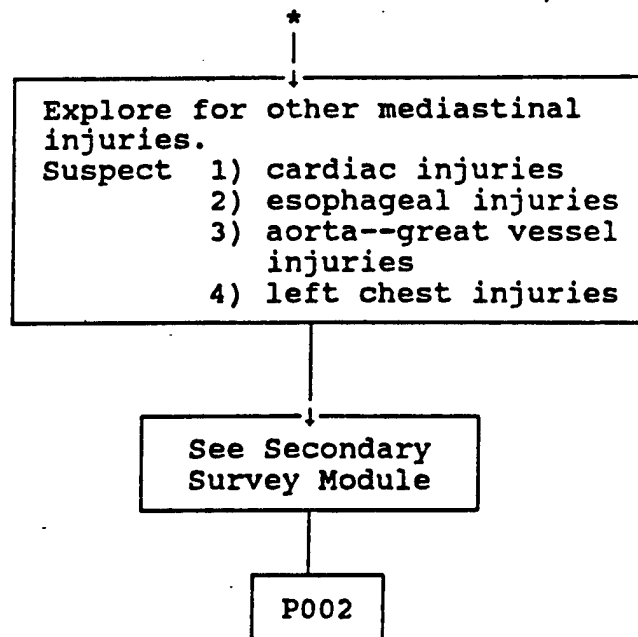 *
Explore for other mediastinal
injuries.
Suspect 1) cardiac injuries
2) esophageal injuries
3) aorta--great vessel
injuries
4) left chest injuries
See Secondary
Survey Module
P002